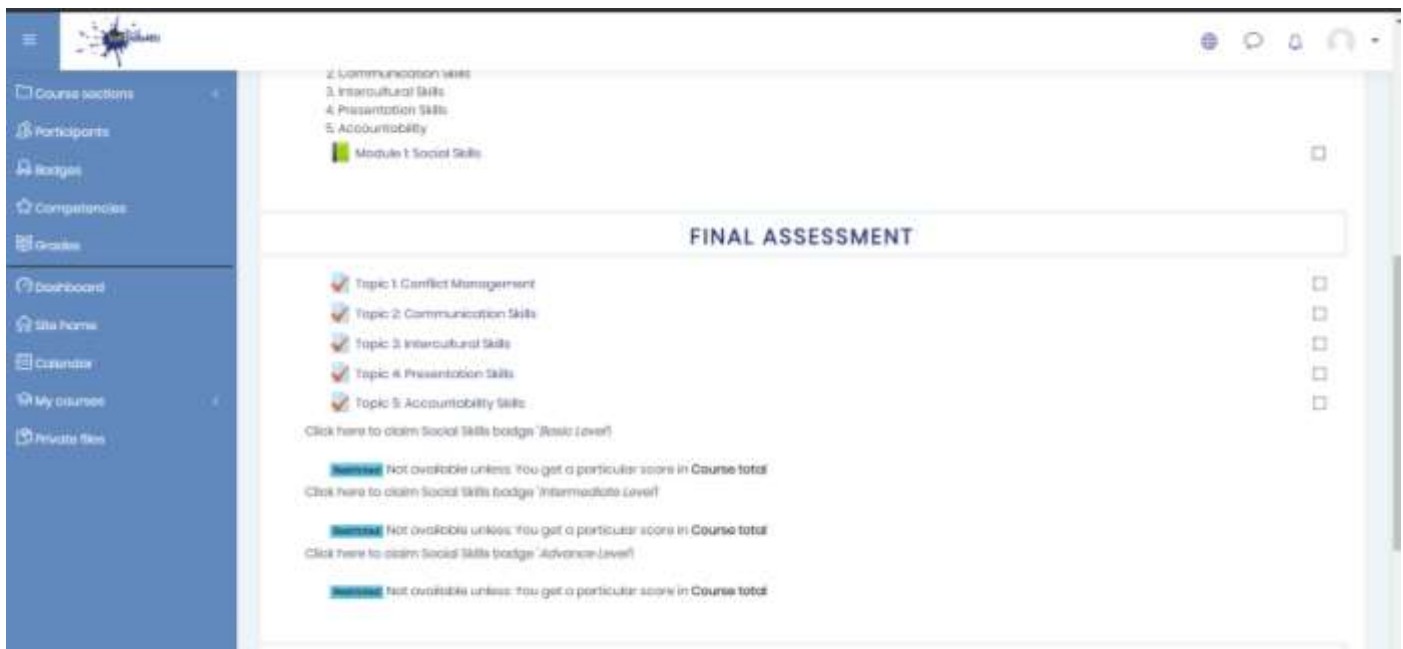 Course sections
Participants
Badges
Competencies
Grades
Dashboard
Site home
Calendar
My courses
Private files
2. Communication Skills
3. Intercultural Skills
4. Presentation Skills
5. Accountability
Module 1: Social Skills
FINAL ASSESSMENT
Topic 1: Conflict Management
Topic 2: Communication Skills
Topic 3: Intercultural Skills
Topic 4: Presentation Skills
Topic 5: Accountability Skills
Click here to claim Social Skills badge 'Basic Level'!
Restricted Not available unless: You get a particular score in Course total
Click here to claim Social Skills badge 'Intermediate Level'!
Restricted Not available unless: You get a particular score in Course total
Click here to claim Social Skills badge 'Advance Level'!
Restricted Not available unless: You get a particular score in Course total